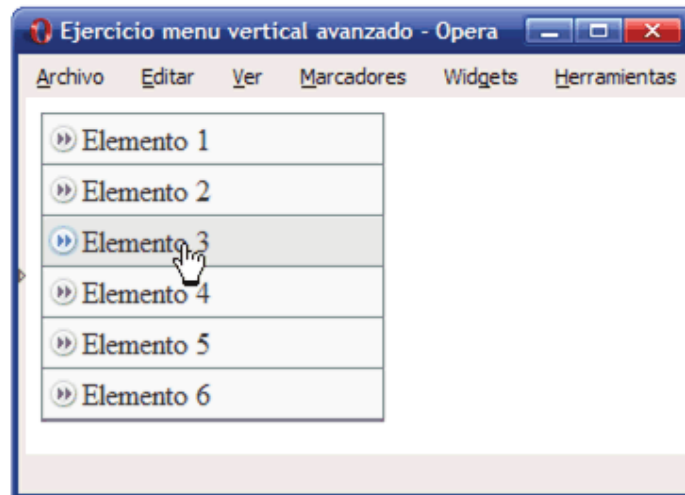 Ejercicio menu vertical avanzado - Opera
Archivo Editar Ver Marcadores Widgets Herramientas
Elemento 1
Elemento 2
Elemento 3
Elemento 4
Elemento 5
Elemento 6